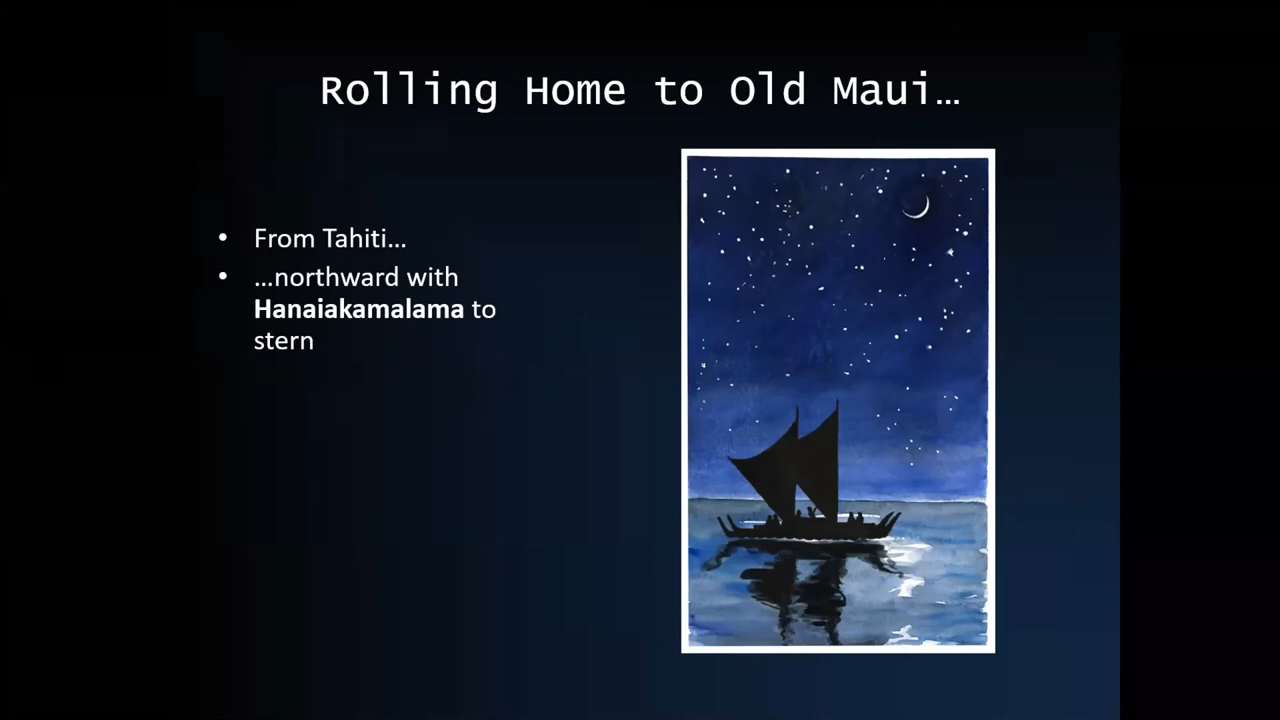 Rolling Home to Old Maui…
• From Tahiti…
• …northward with
Hanaiakamalama to
stern